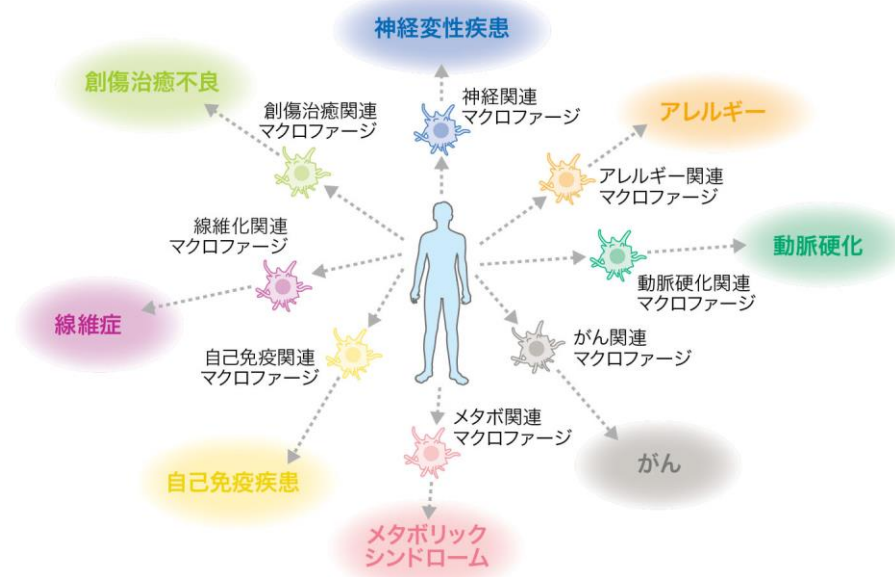 神経変性疾患
神経関連
マクロファージ
創傷治癒不良
創傷治癒関連
マクロファージ
アレルギー
アレルギー関連
マクロファージ
線維化関連
マクロファージ
線維症
動脈硬化
動脈硬化関連
マクロファージ
自己免疫関連
マクロファージ
自己免疫疾患
がん関連
マクロファージ
がん
メタボ関連
マクロファージ
メタボリック
シンドローム